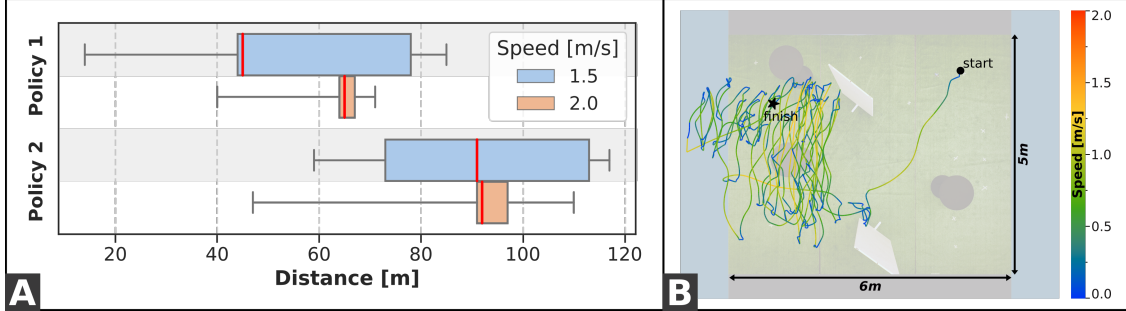 Policy 1
Policy 2
Speed [m/s]
1.5
2.0
20
40
60
80
100
120
Distance [m]
A
start
finish
5m
6m
B
2.0
1.5
1.0
0.5
0.0
Speed [m/s]